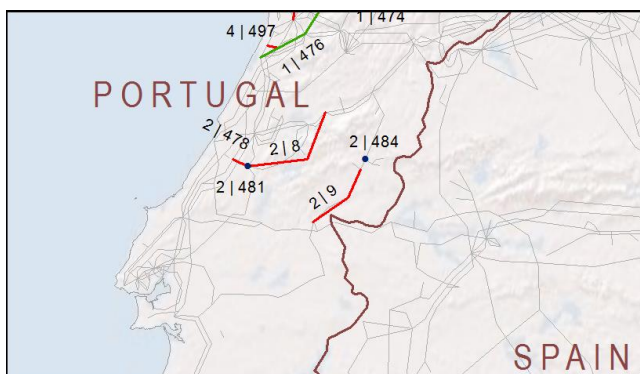 1 | 474
4 | 497
1 | 476
PORTUGAL
2 | 478
2 | 8
2 | 484
2 | 481
2 | 9
SPAIN